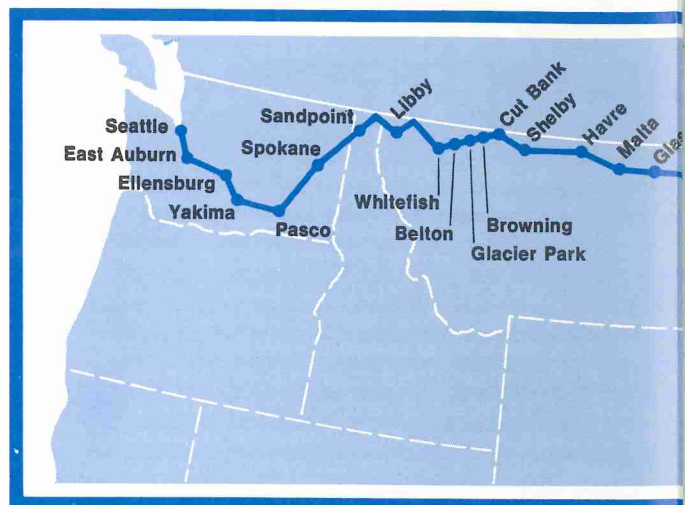 Seattle
East Auburn
Ellensburg
Yakima
Pasco
Spokane
Sandpoint
Libby
Whitefish
Belton
Glacier Park
Browning
Cut Bank
Shelby
Havre
Malta
Glas